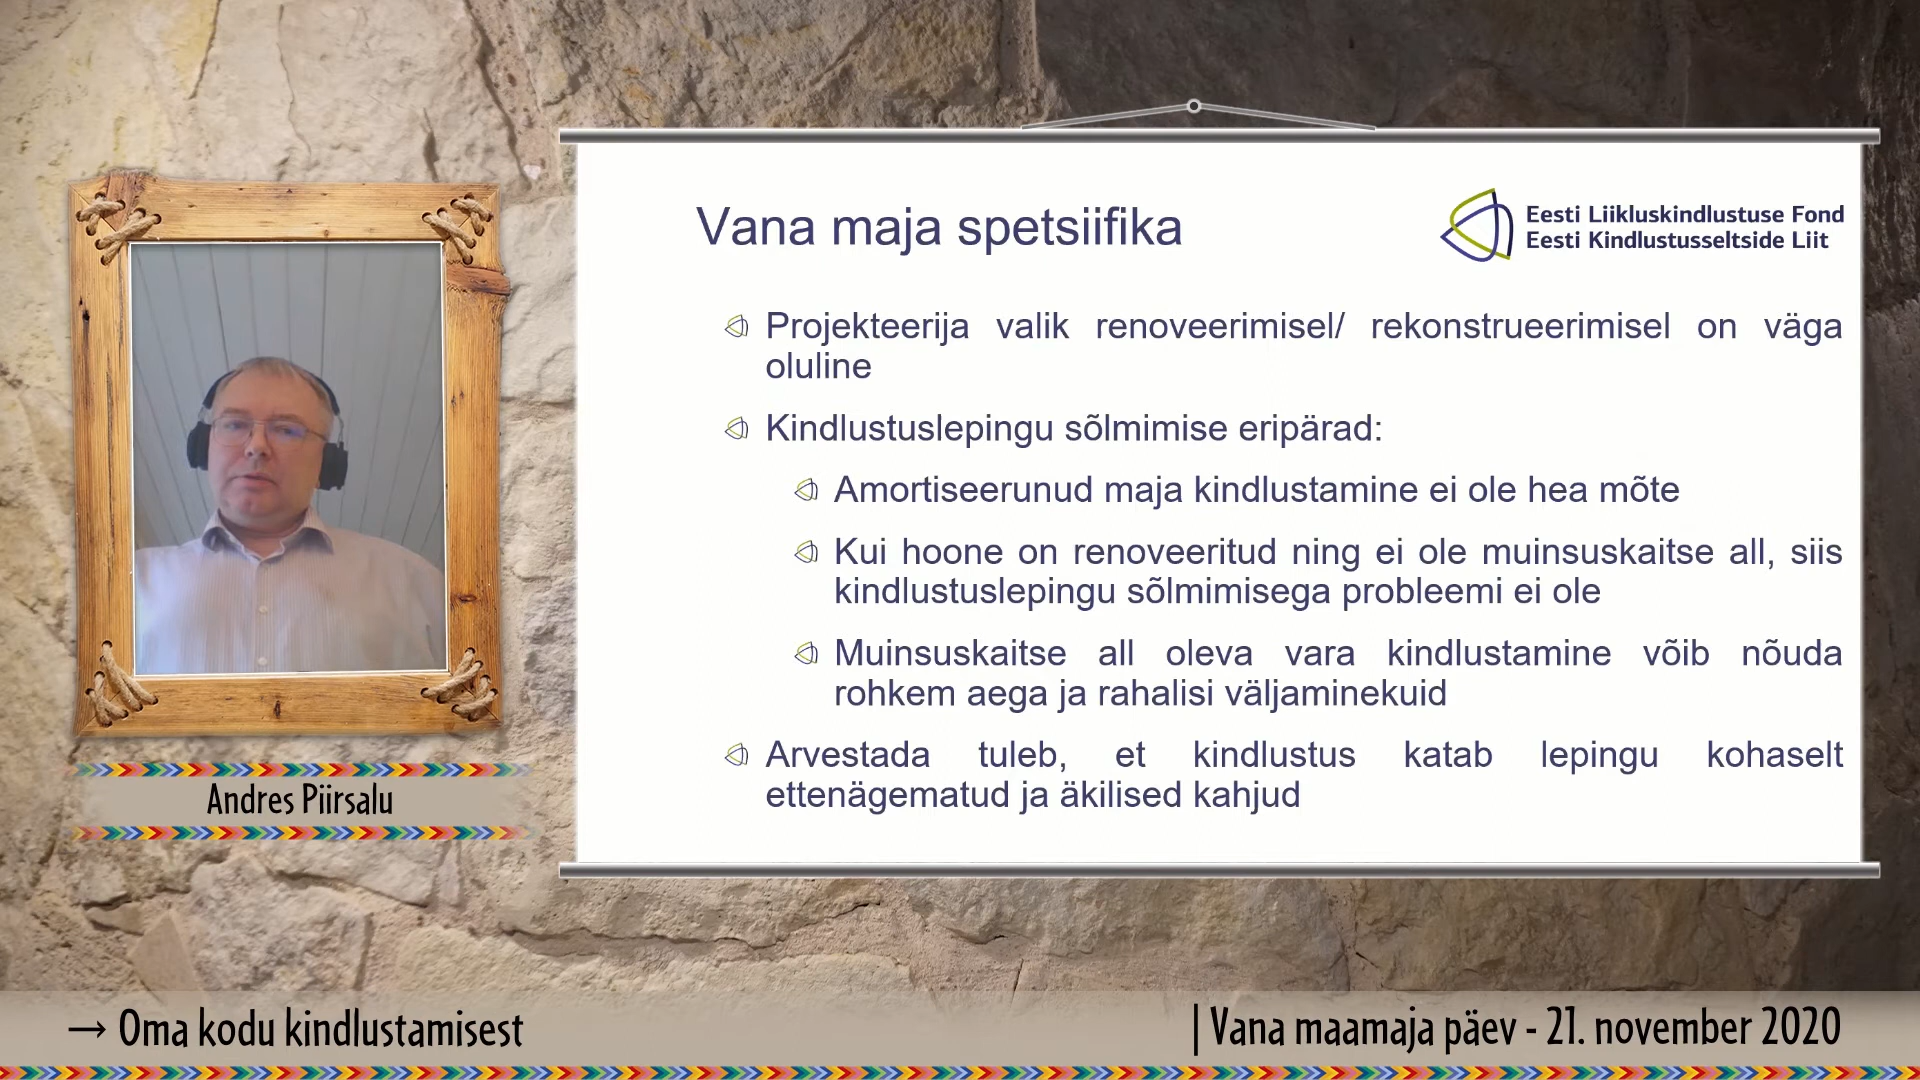 Vana maja spetsiifika
Eesti Liikluskindlustuse Fond
Eesti Kindlustusseltside Liit
Projekteerija valik renoveerimisel/ rekonstrueerimisel on väga
oluline
Kindlustuslepingu sõlmimise eripärad:
Amortiseerunud maja kindlustamine ei ole hea mõte
Kui hoone on renoveeritud ning ei ole muinsuskaitse all, siis
kindlustuslepingu sõlmimisega probleemi ei ole
Muinsuskaitse all oleva vara kindlustamine võib nõuda
rohkem aega ja rahalisi väljaminekuid
Arvestada tuleb, et kindlustus katab lepingu kohaselt
ettenägematud ja äkilised kahjud
Andres Piirsalu
→ Oma kodu kindlustamisest
| Vana maamaja päev - 21. november 2020